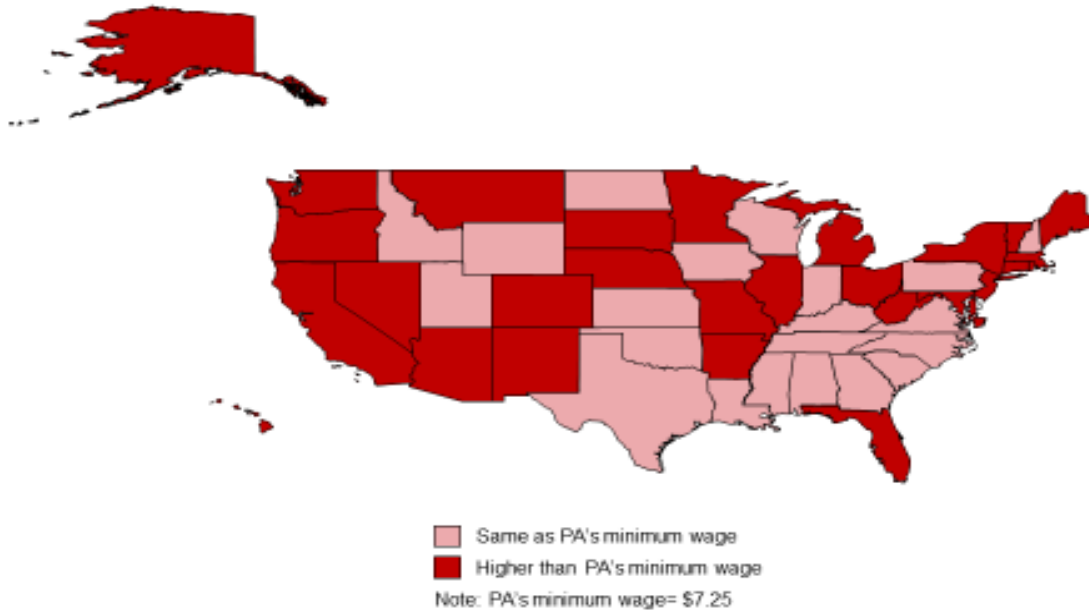 Same as PA's minimum wage
Higher than PA's minimum wage
Note: PA's minimum wage= $7.25